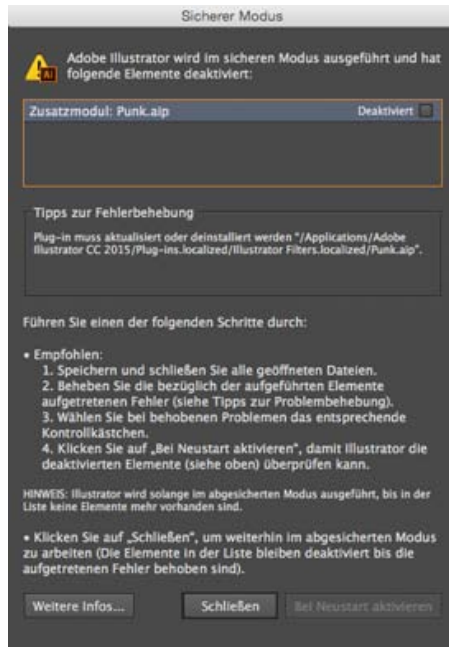 Sicherer Modus
Adobe Illustrator wird im sicheren Modus ausgeführt und hat
folgende Elemente deaktiviert:
Ai
Zusatzmodul: Punk.aip Deaktiviert
Tipps zur Fehlerbehebung
Plug-in muss aktualisiert oder deinstalliert werden "/Applications/Adobe
Illustrator CC 2015/Plug-ins.localized/Illustrator Filters.localized/Punk.aip".
Führen Sie einen der folgenden Schritte durch:
• Empfohlen:
1. Speichern und schließen Sie alle geöffneten Dateien.
2. Beheben Sie die bezüglich der aufgeführten Elemente
aufgetretenen Fehler (siehe Tipps zur Problembehebung).
3. Wählen Sie bei behobenen Problemen das entsprechende
Kontrollkästchen.
4. Klicken Sie auf „Bei Neustart aktivieren", damit Illustrator die
deaktivierten Elemente (siehe oben) überprüfen kann.
HINWEIS: Illustrator wird solange im abgesicherten Modus ausgeführt, bis in der
Liste keine Elemente mehr vorhanden sind.
• Klicken Sie auf „Schließen", um weiterhin im abgesicherten Modus
zu arbeiten (Die Elemente in der Liste bleiben deaktiviert bis die
aufgetretenen Fehler behoben sind).
Weitere Infos... Schließen Bei Neustart aktivieren